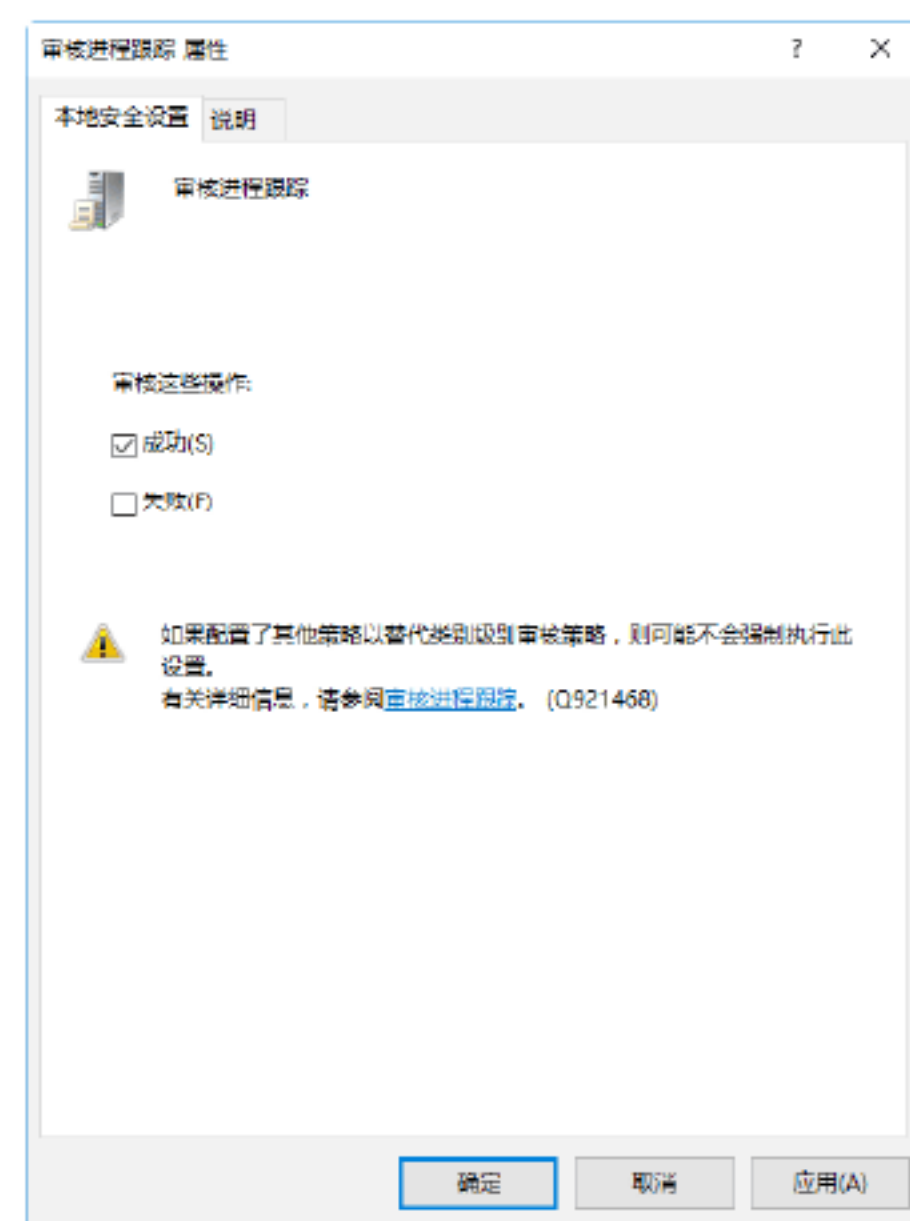 审核进程跟踪 属性
?
×
本地安全设置
说明
审核进程跟踪
审核这些操作:
成功(S)
失败(F)
如果配置了其他策略以替代类别级别审核策略，则可能不会强制执行此
设置。
有关详细信息，请参阅审核进程跟踪。 (Q921468)
确定
取消
应用(A)